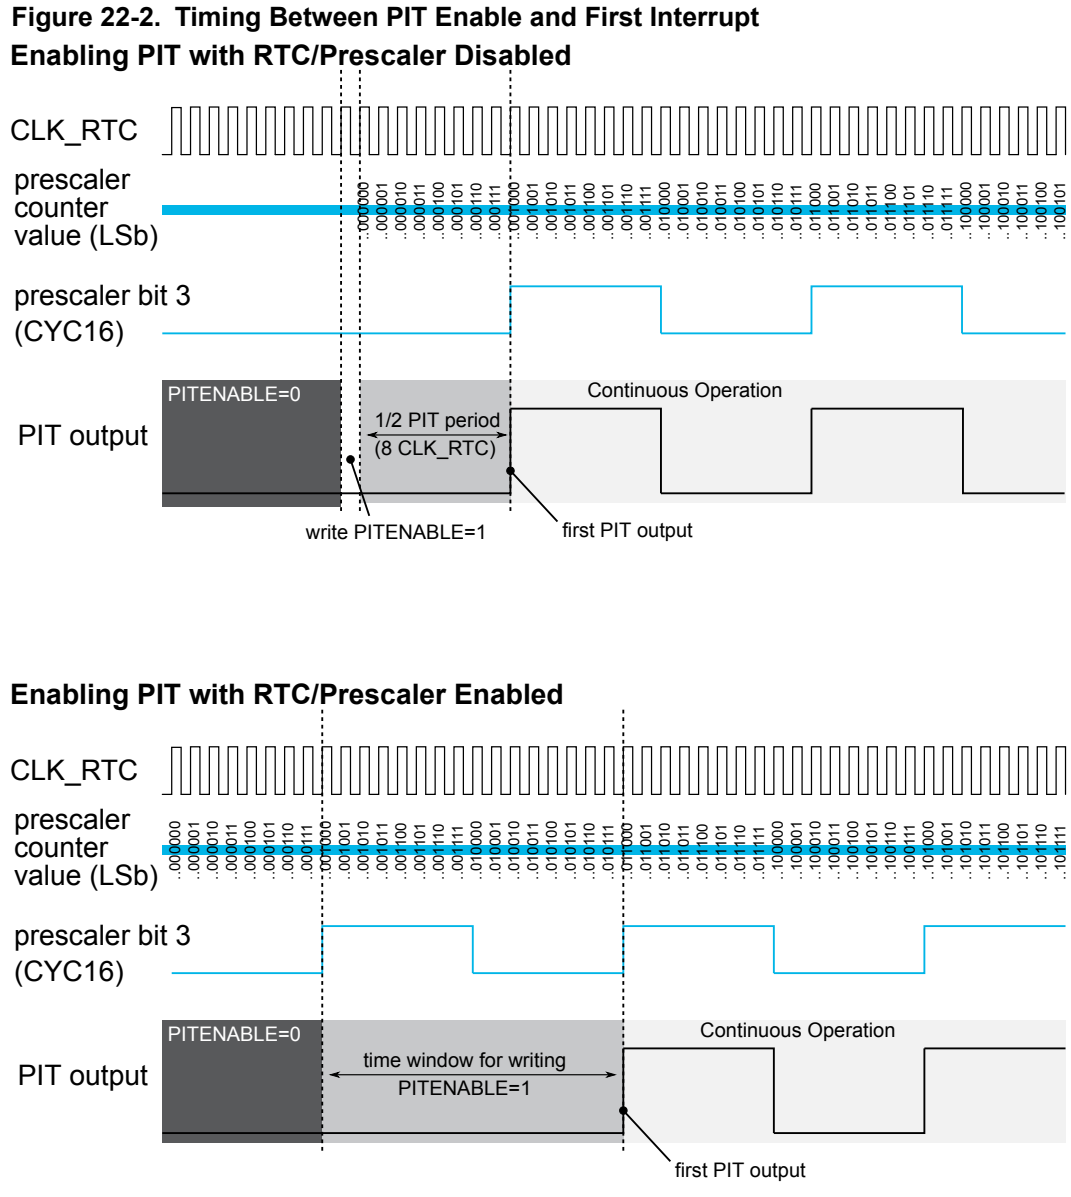 Figure 22-2. Timing Between PIT Enable and First Interrupt
Enabling PIT with RTC/Prescaler Disabled
CLK_RTC
prescaler
counter
value (LSb)
..000000 ..000001 ..000010 ..000011 ..000100 ..000101 ..000110 ..000111 ..001000 ..001001 ..001010 ..001011 ..001100 ..001101 ..001110 ..001111 ..010000 ..010001 ..010010 ..010011 ..010100 ..010101 ..010110 ..010111 ..011000 ..011001 ..011010 ..011011 ..011100 ..011101 ..011110 ..011111 ..100000 ..100001 ..100010 ..100011 ..100100 ..100101
prescaler bit 3
(CYC16)
PITENABLE=0
Continuous Operation
PIT output
1/2 PIT period
(8 CLK_RTC)
write PITENABLE=1
first PIT output
Enabling PIT with RTC/Prescaler Enabled
CLK_RTC
prescaler
counter
value (LSb)
..000000 ..000001 ..000010 ..000011 ..000100 ..000101 ..000110 ..000111 ..001000 ..001001 ..001010 ..001011 ..001100 ..001101 ..001110 ..001111 ..010000 ..010001 ..010010 ..010011 ..010100 ..010101 ..010110 ..010111 ..011000 ..011001 ..011010 ..011011 ..011100 ..011101 ..011110 ..011111 ..100000 ..100001 ..100010 ..100011 ..100100 ..100101 ..100110 ..100111 ..101000 ..101001 ..101010 ..101011 ..101100 ..101101 ..101110 ..101111
prescaler bit 3
(CYC16)
PITENABLE=0
Continuous Operation
PIT output
time window for writing
PITENABLE=1
first PIT output